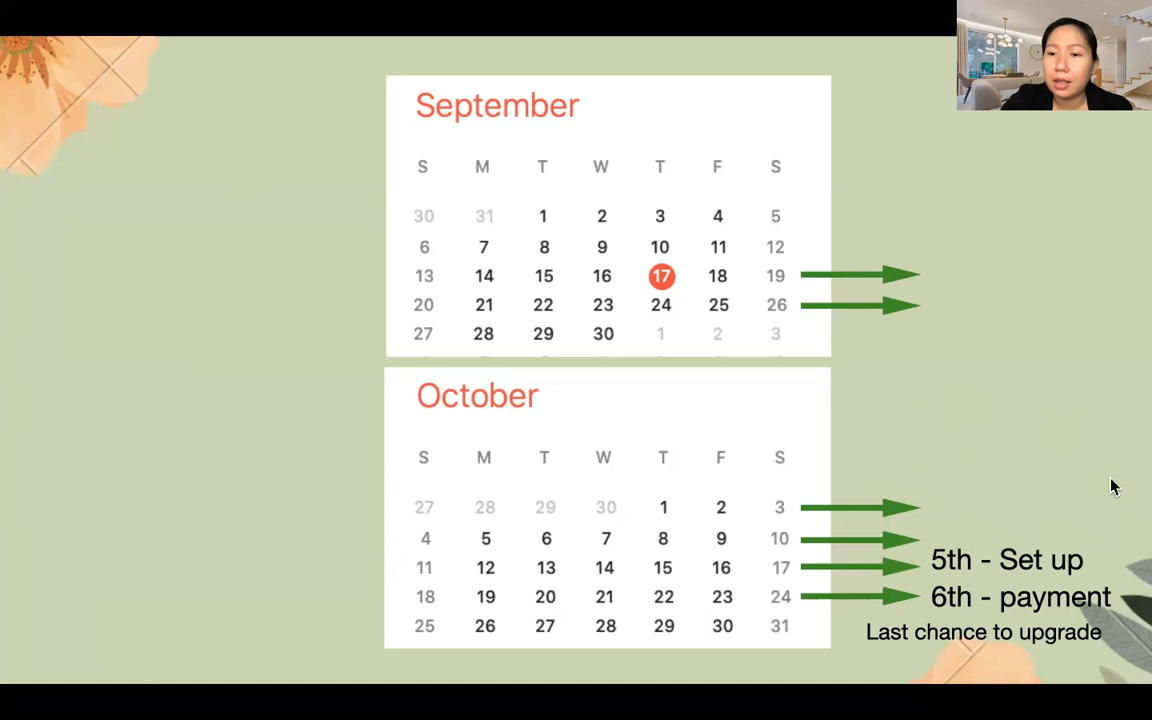 September
S M T W T F S
30 31 1 2 3 4 5
6 7 8 9 10 11 12
13 14 15 16 17 18 19
20 21 22 23 24 25 26
27 28 29 30 1 2 3
October
S M T W T F S
27 28 29 30 1 2 3
4 5 6 7 8 9 10
11 12 13 14 15 16 17
5th - Set up
18 19 20 21 22 23 24
6th - payment
25 26 27 28 29 30 31
Last chance to upgrade